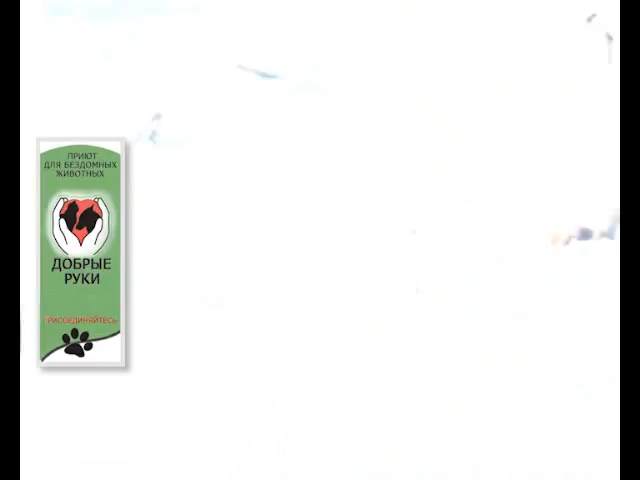 ПРИЮТ
ДЛЯ БЕЗДОМНЫХ
ЖИВОТНЫХ
ДОБРЫЕ
РУКИ
ПРИСОЕДИНЯЙТЕСЬ